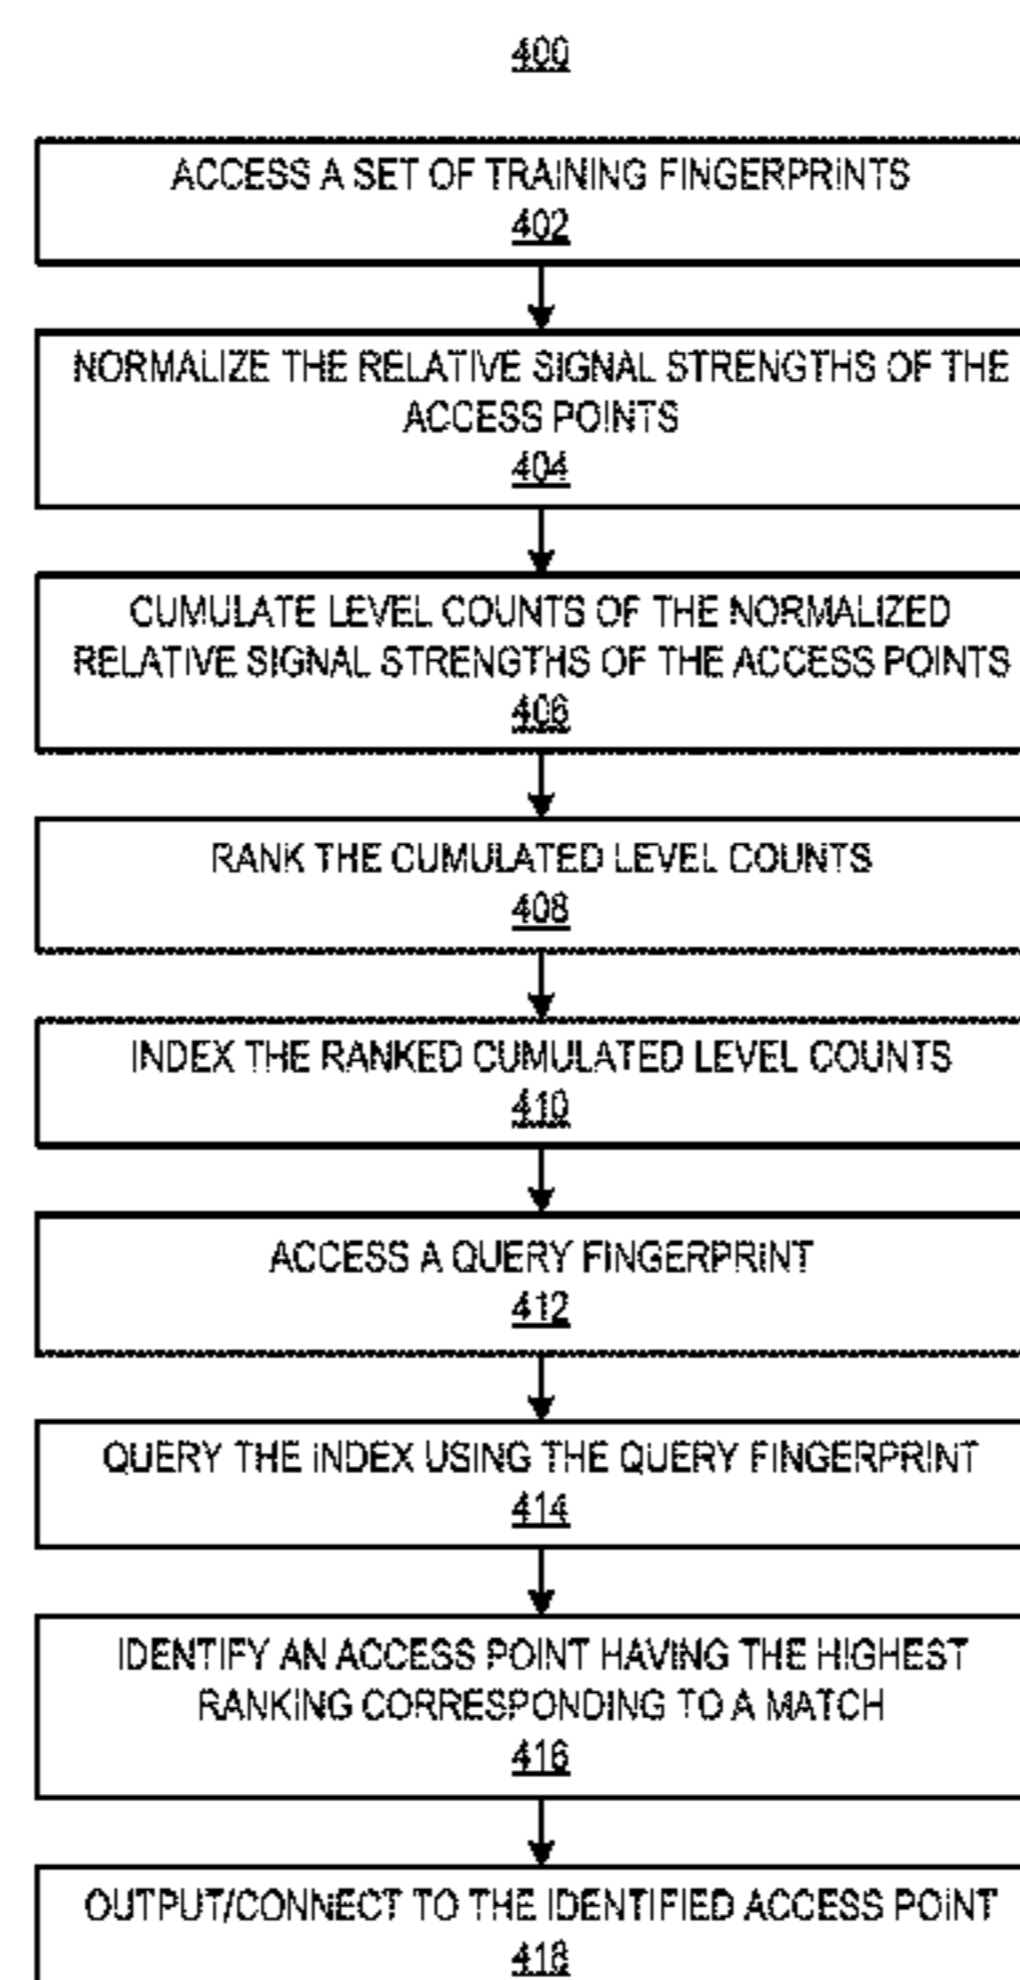 400
ACCESS A SET OF TRAINING FINGERPRINTS
402
NORMALIZE THE RELATIVE SIGNAL STRENGTHS OF THE
ACCESS POINTS
404
CUMULATE LEVEL COUNTS OF THE NORMALIZED
RELATIVE SIGNAL STRENGTHS OF THE ACCESS POINTS
406
RANK THE CUMULATED LEVEL COUNTS
408
INDEX THE RANKED CUMULATED LEVEL COUNTS
410
ACCESS A QUERY FINGERPRINT
412
QUERY THE INDEX USING THE QUERY FINGERPRINT
414
IDENTIFY AN ACCESS POINT HAVING THE HIGHEST
RANKING CORRESPONDING TO A MATCH
416
OUTPUT/CONNECT TO THE IDENTIFIED ACCESS POINT
418